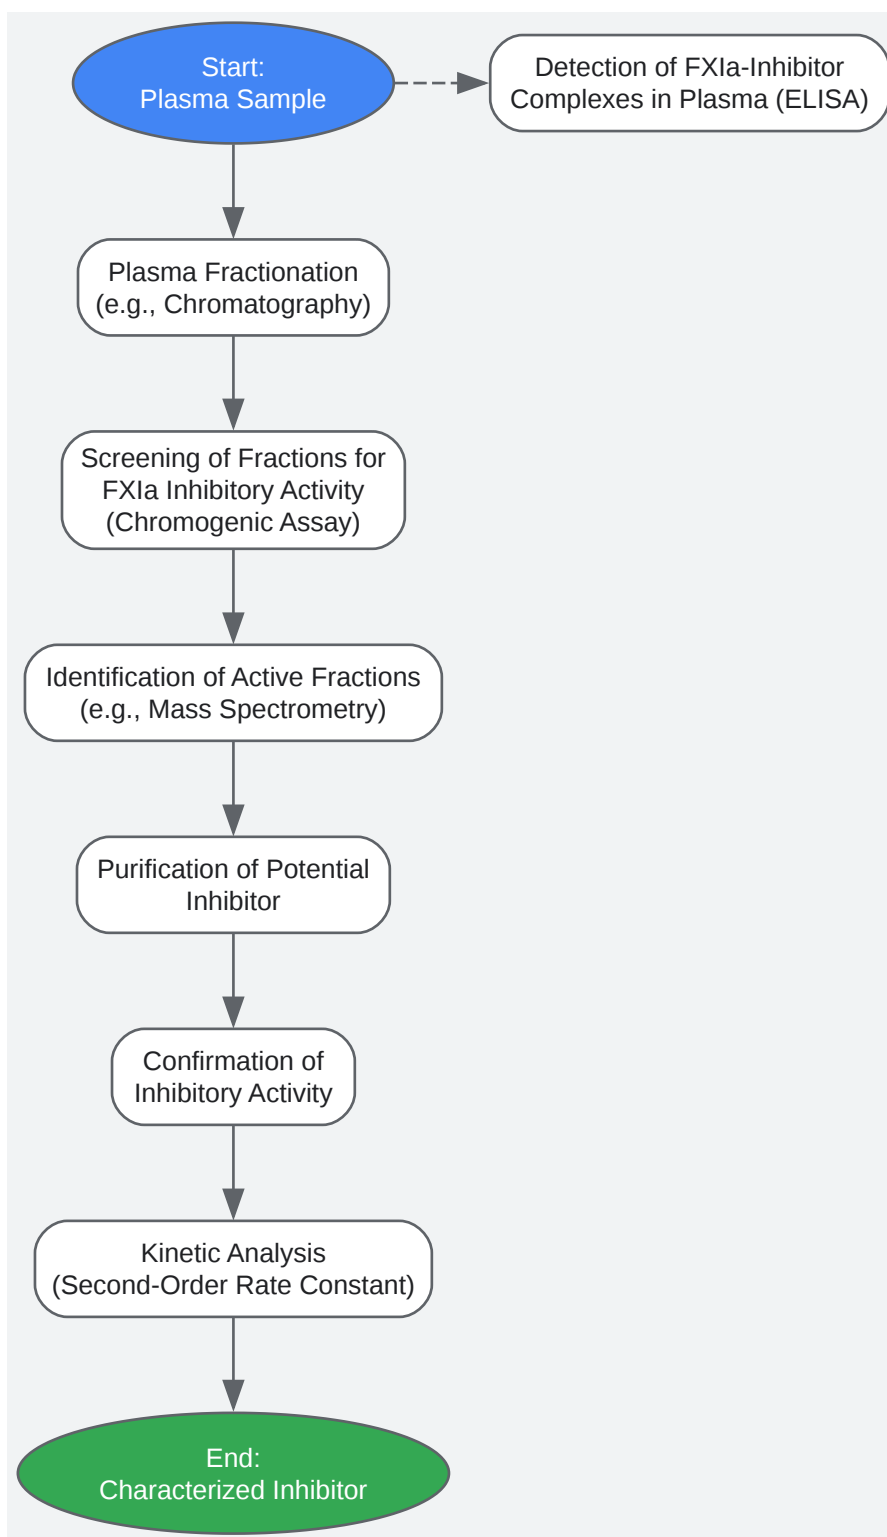 Start:
Plasma Sample
Detection of FXIa-Inhibitor
Complexes in Plasma (ELISA)
Plasma Fractionation
(e.g., Chromatography)
Screening of Fractions for
FXIa Inhibitory Activity
(Chromogenic Assay)
Identification of Active Fractions
(e.g., Mass Spectrometry)
Purification of Potential
Inhibitor
Confirmation of
Inhibitory Activity
Kinetic Analysis
(Second-Order Rate Constant)
End:
Characterized Inhibitor